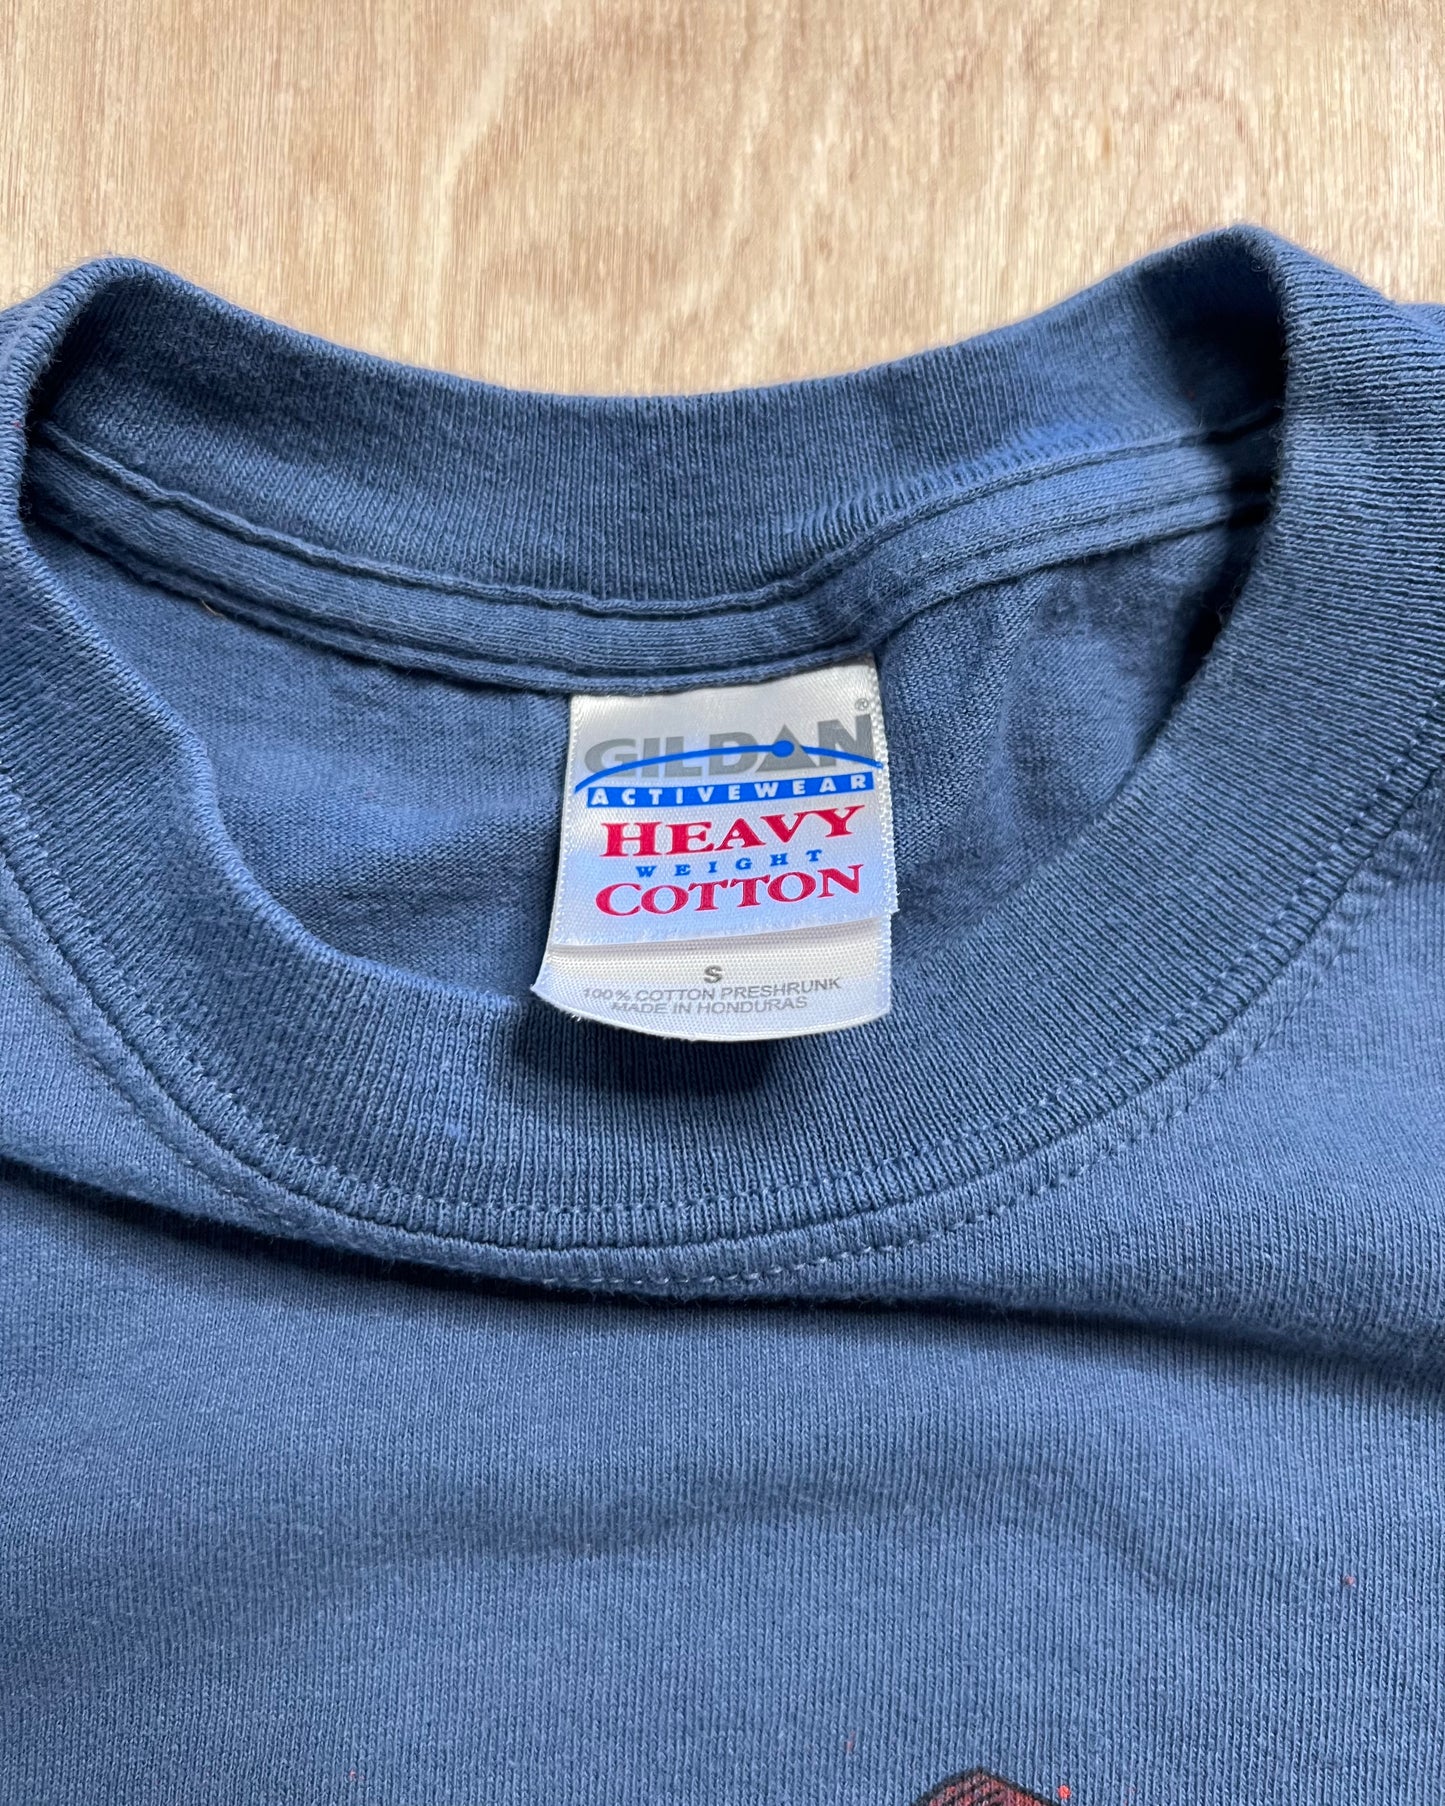 GILDAN®
ACTIVEWEAR
HEAVY
WEIGHT
COTTON
S
100% COTTON PRESHRUNK
MADE IN HONDURAS